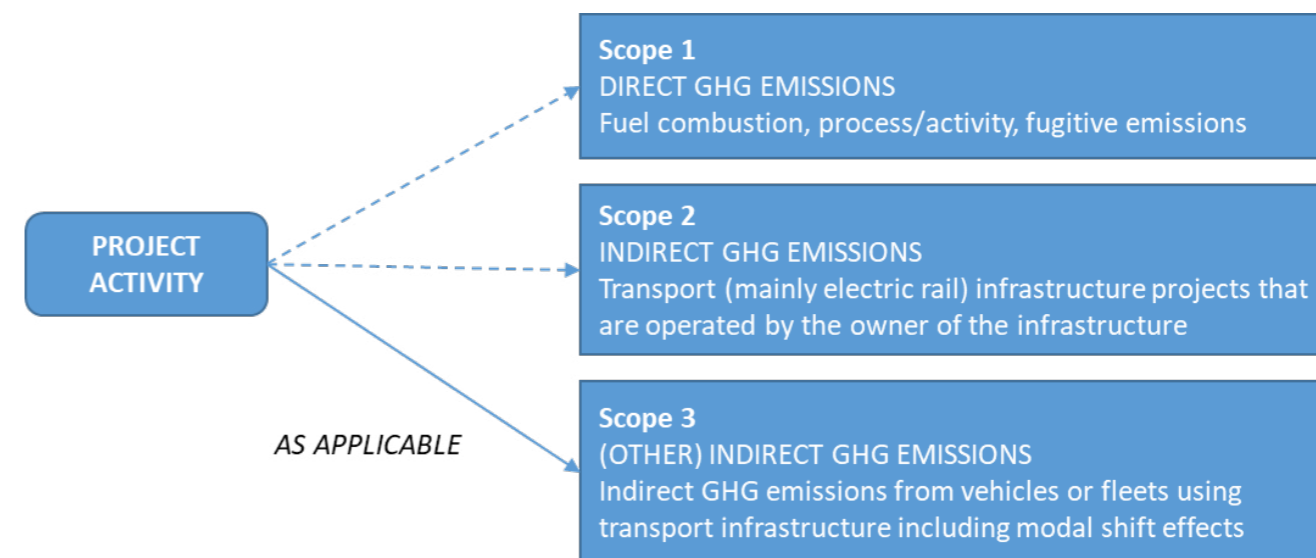 Scope 1
DIRECT GHG EMISSIONS
Fuel combustion, process/activity, fugitive emissions
PROJECT
ACTIVITY
Scope 2
INDIRECT GHG EMISSIONS
Transport (mainly electric rail) infrastructure projects that
are operated by the owner of the infrastructure
AS APPLICABLE
Scope 3
(OTHER) INDIRECT GHG EMISSIONS
Indirect GHG emissions from vehicles or fleets using
transport infrastructure including modal shift effects